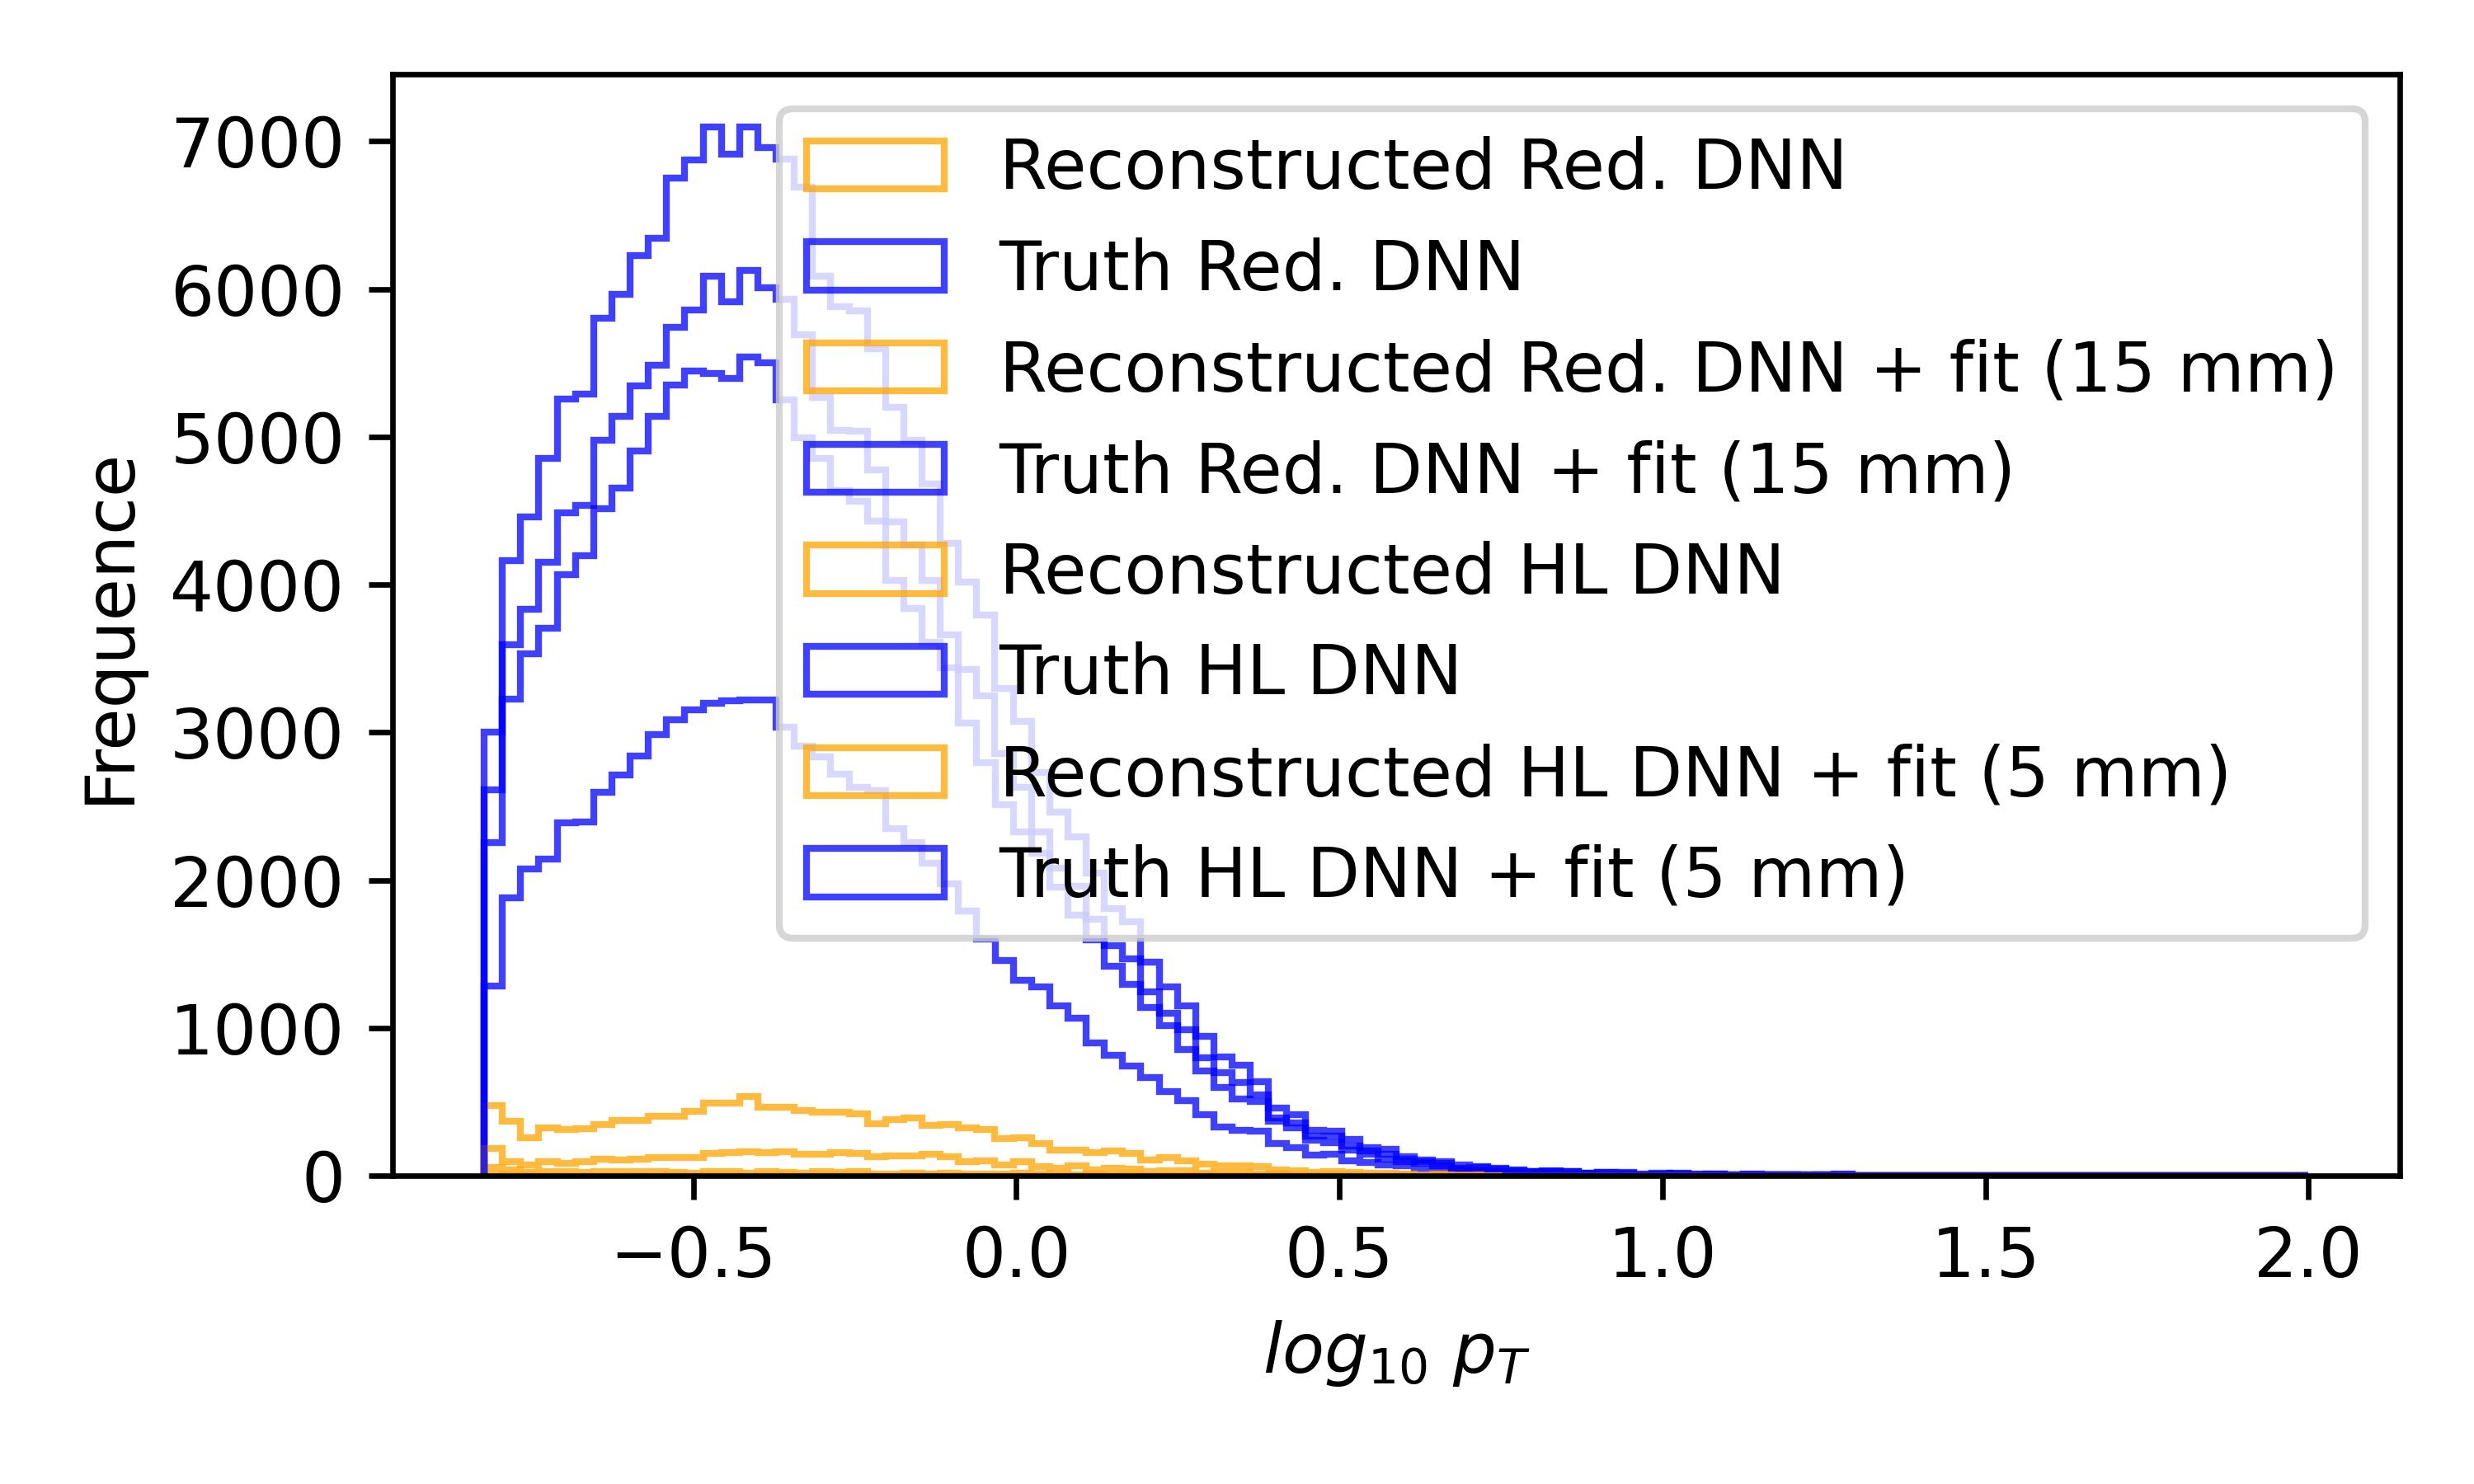 7000
6000
5000
4000
3000
2000
1000
0
Frequence
Reconstructed Red. DNN
Truth Red. DNN
Reconstructed Red. DNN + fit (15 mm)
Truth Red. DNN + fit (15 mm)
Reconstructed HL DNN
Truth HL DNN
Reconstructed HL DNN + fit (5 mm)
Truth HL DNN + fit (5 mm)
−0.5 0.0 0.5 1.0 1.5 2.0
log₁₀ p_T